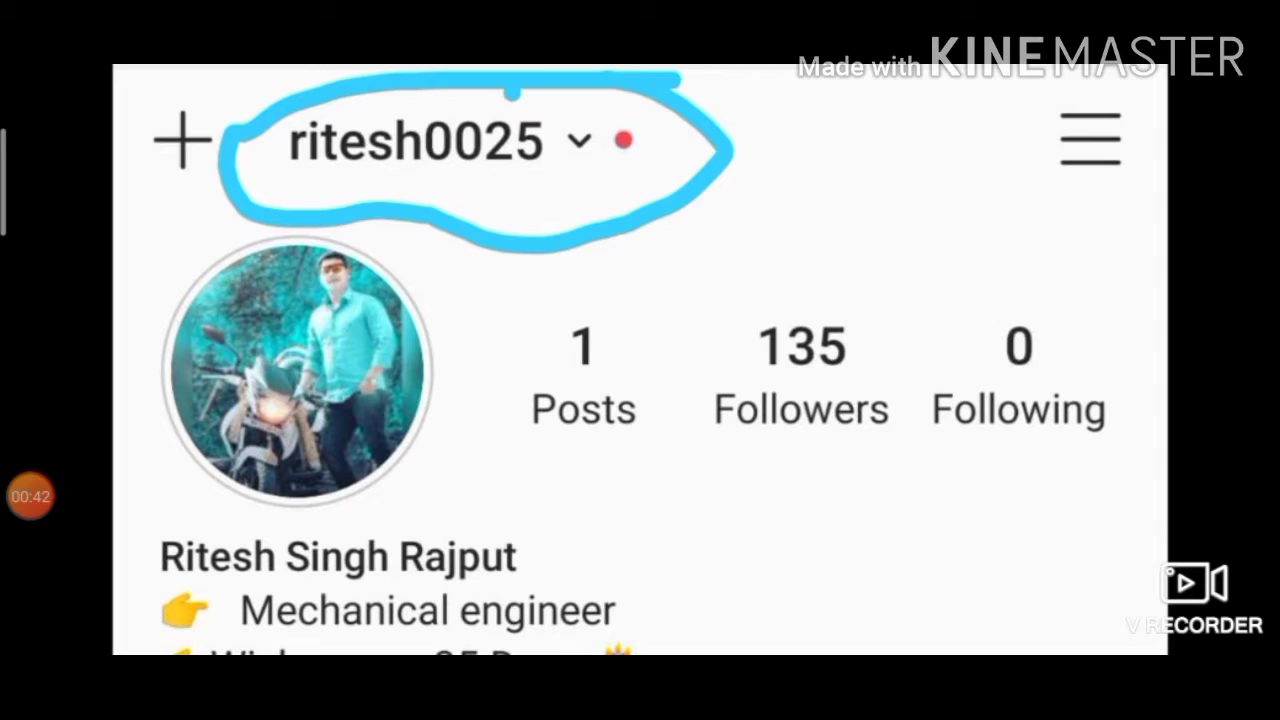 Made with KINEMASTER
ritesh0025
1 135 0
Posts Followers Following
00:42
Ritesh Singh Rajput
👉 Mechanical engineer
V RECORDER